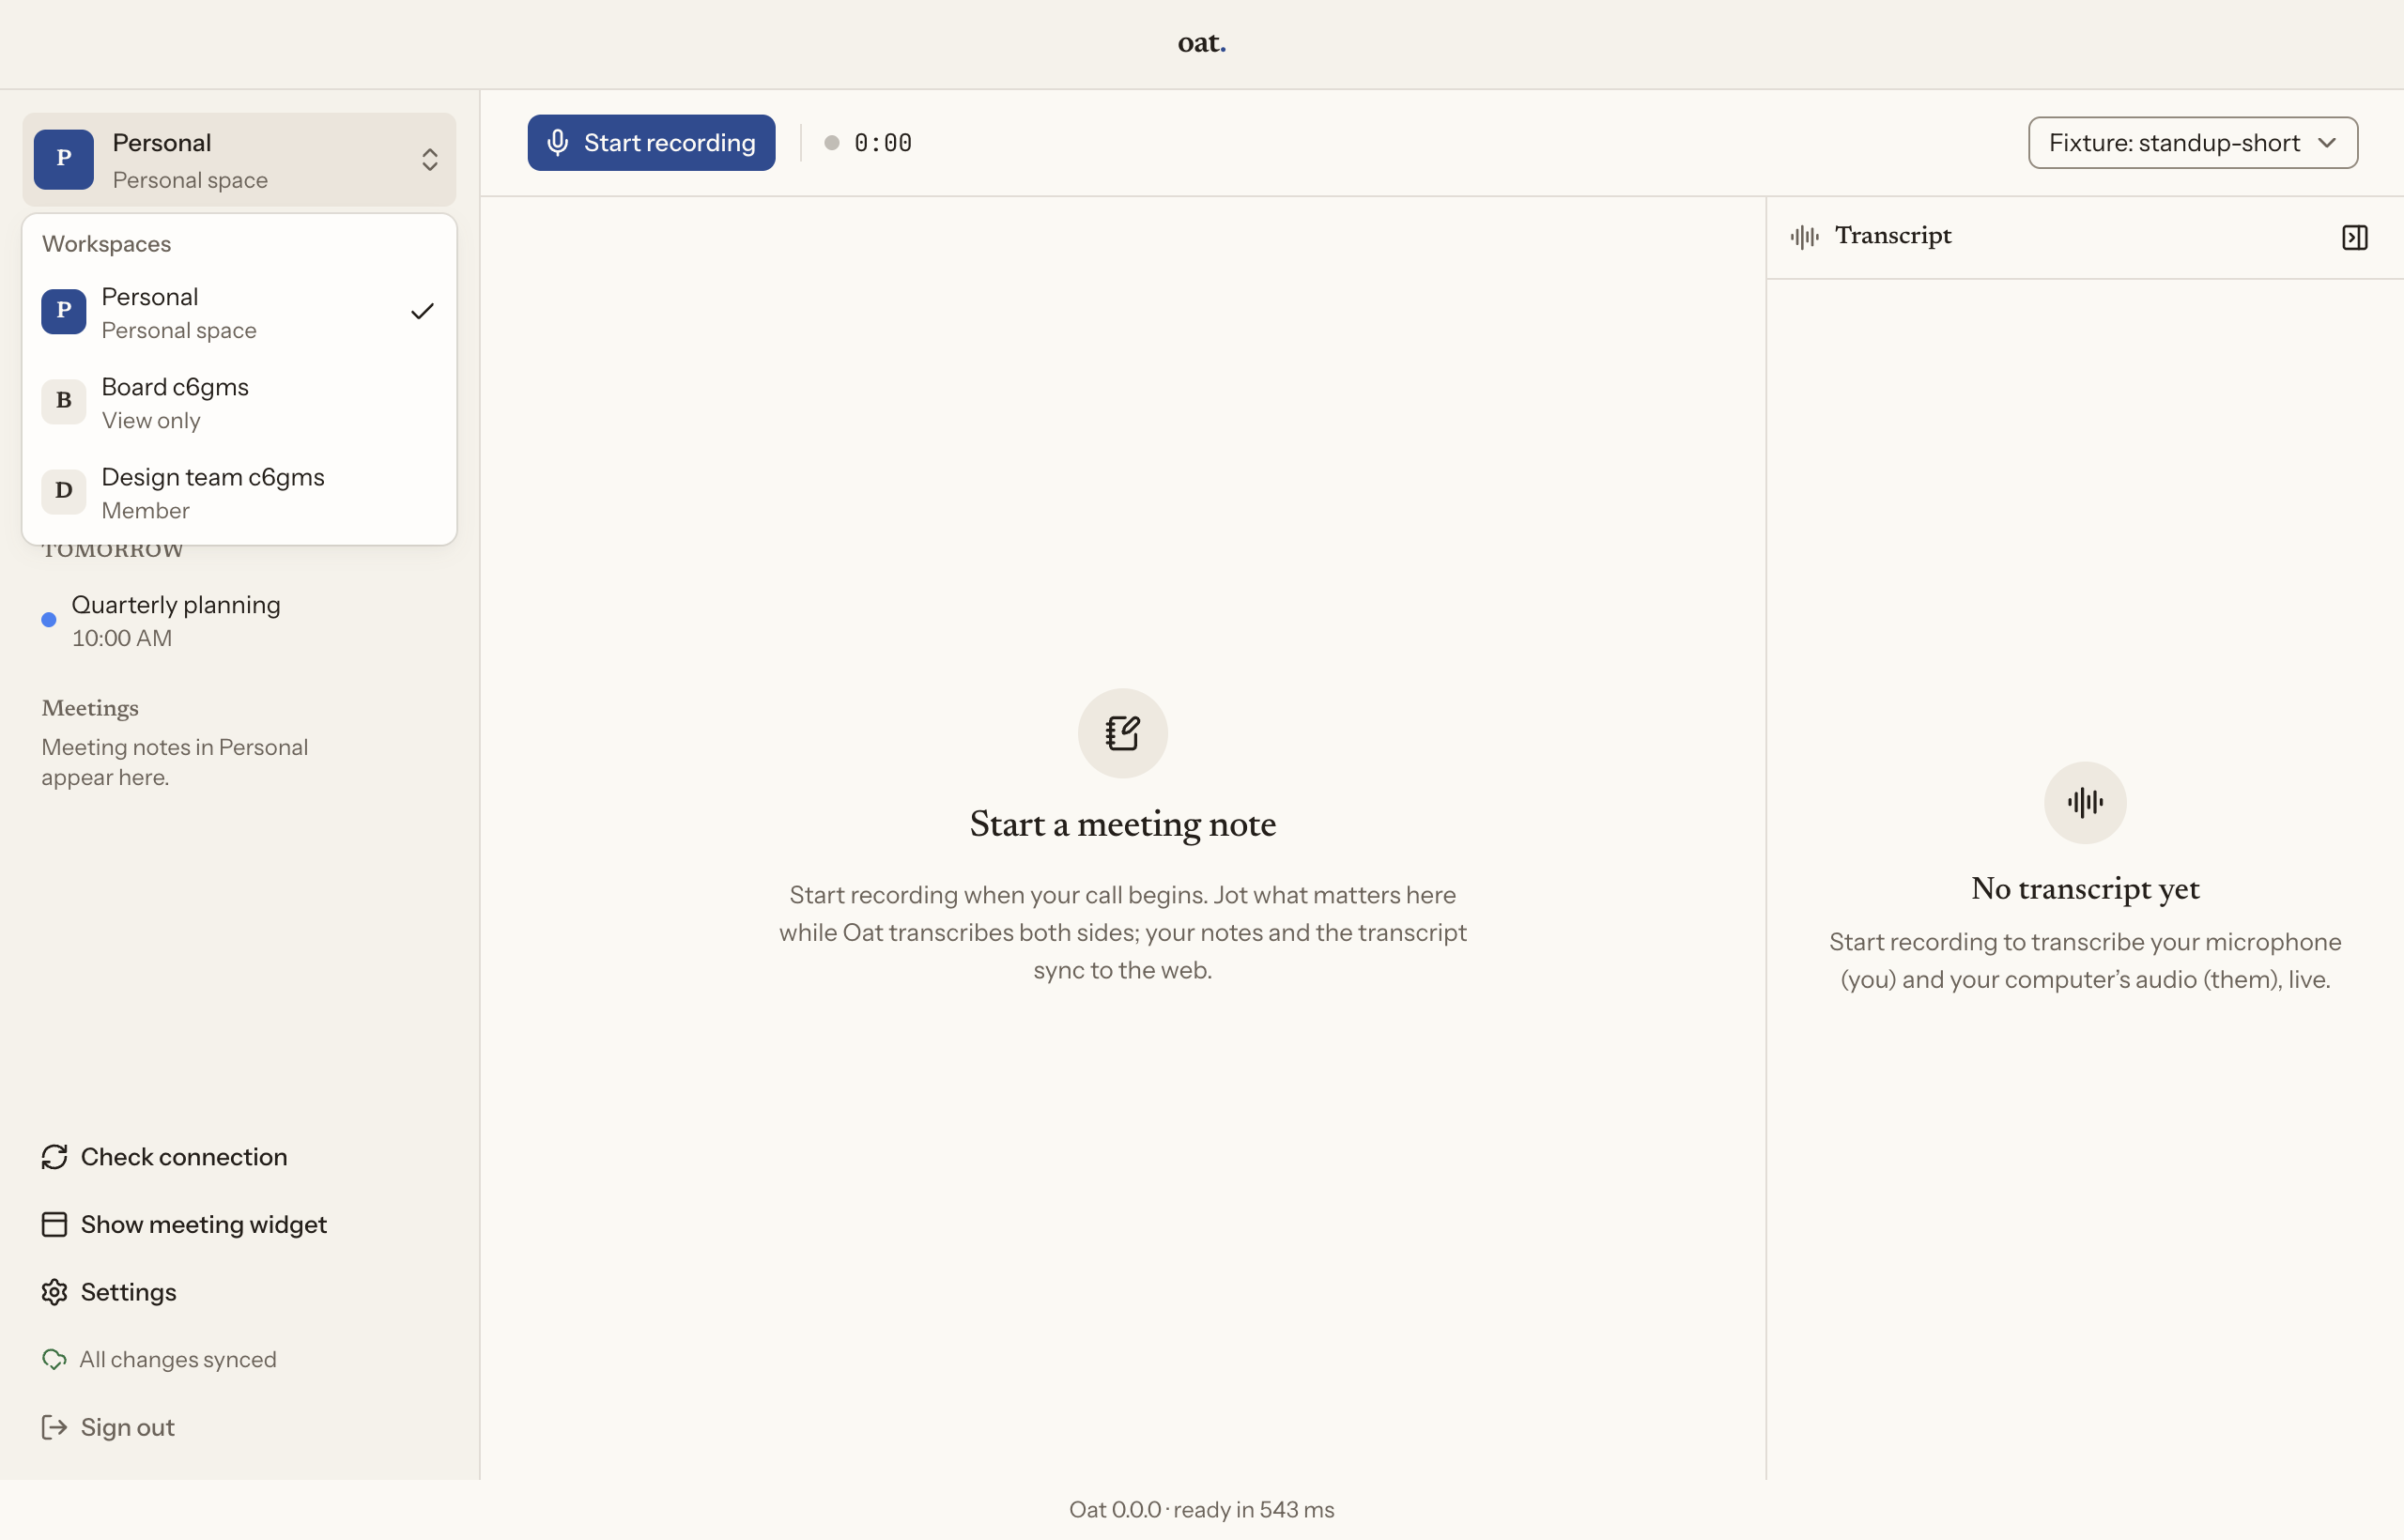 oat.
P
Personal
Personal space
Workspaces
P
Personal
Personal space
B
Board c6gms
View only
D
Design team c6gms
Member
TOMORROW
Quarterly planning
10:00 AM
Meetings
Meeting notes in Personal
appear here.
Check connection
Show meeting widget
Settings
All changes synced
Sign out
Start recording
0:00
Fixture: standup-short
Start a meeting note
Start recording when your call begins. Jot what matters here
while Oat transcribes both sides; your notes and the transcript
sync to the web.
Transcript
No transcript yet
Start recording to transcribe your microphone
(you) and your computer’s audio (them), live.
Oat 0.0.0 · ready in 543 ms